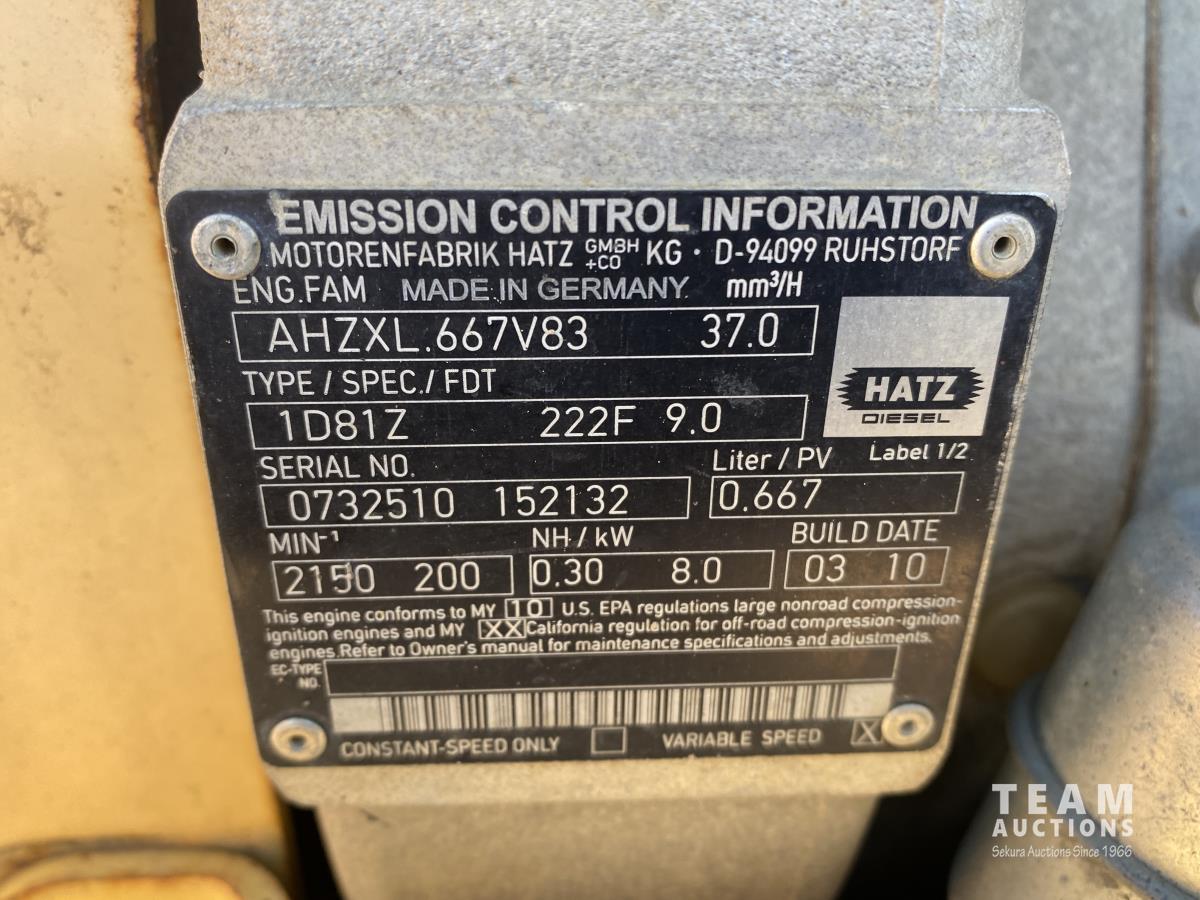 EMISSION CONTROL INFORMATION
MOTORENFABRIK HATZ GMBH +CO KG · D-94099 RUHSTORF
ENG.FAM MADE IN GERMANY mm³/H
AHZXL.667V83 37.0
TYPE / SPEC./ FDT
1D81Z 222F 9.0
HATZ
DIESEL
SERIAL NO. Liter / PV Label 1/2
0732510 152132 0.667
MIN⁻¹ NH / kW BUILD DATE
2150 200 0.30 8.0 03 10
This engine conforms to MY 10 U.S. EPA regulations large nonroad compression-
ignition engines and MY XX California regulation for off-road compression-ignition
engines.Refer to Owner's manual for maintenance specifications and adjustments.
EC-TYPE
NO.
CONSTANT-SPEED ONLY VARIABLE SPEED X
TEAM
AUCTIONS
Sekura Auctions Since 1966